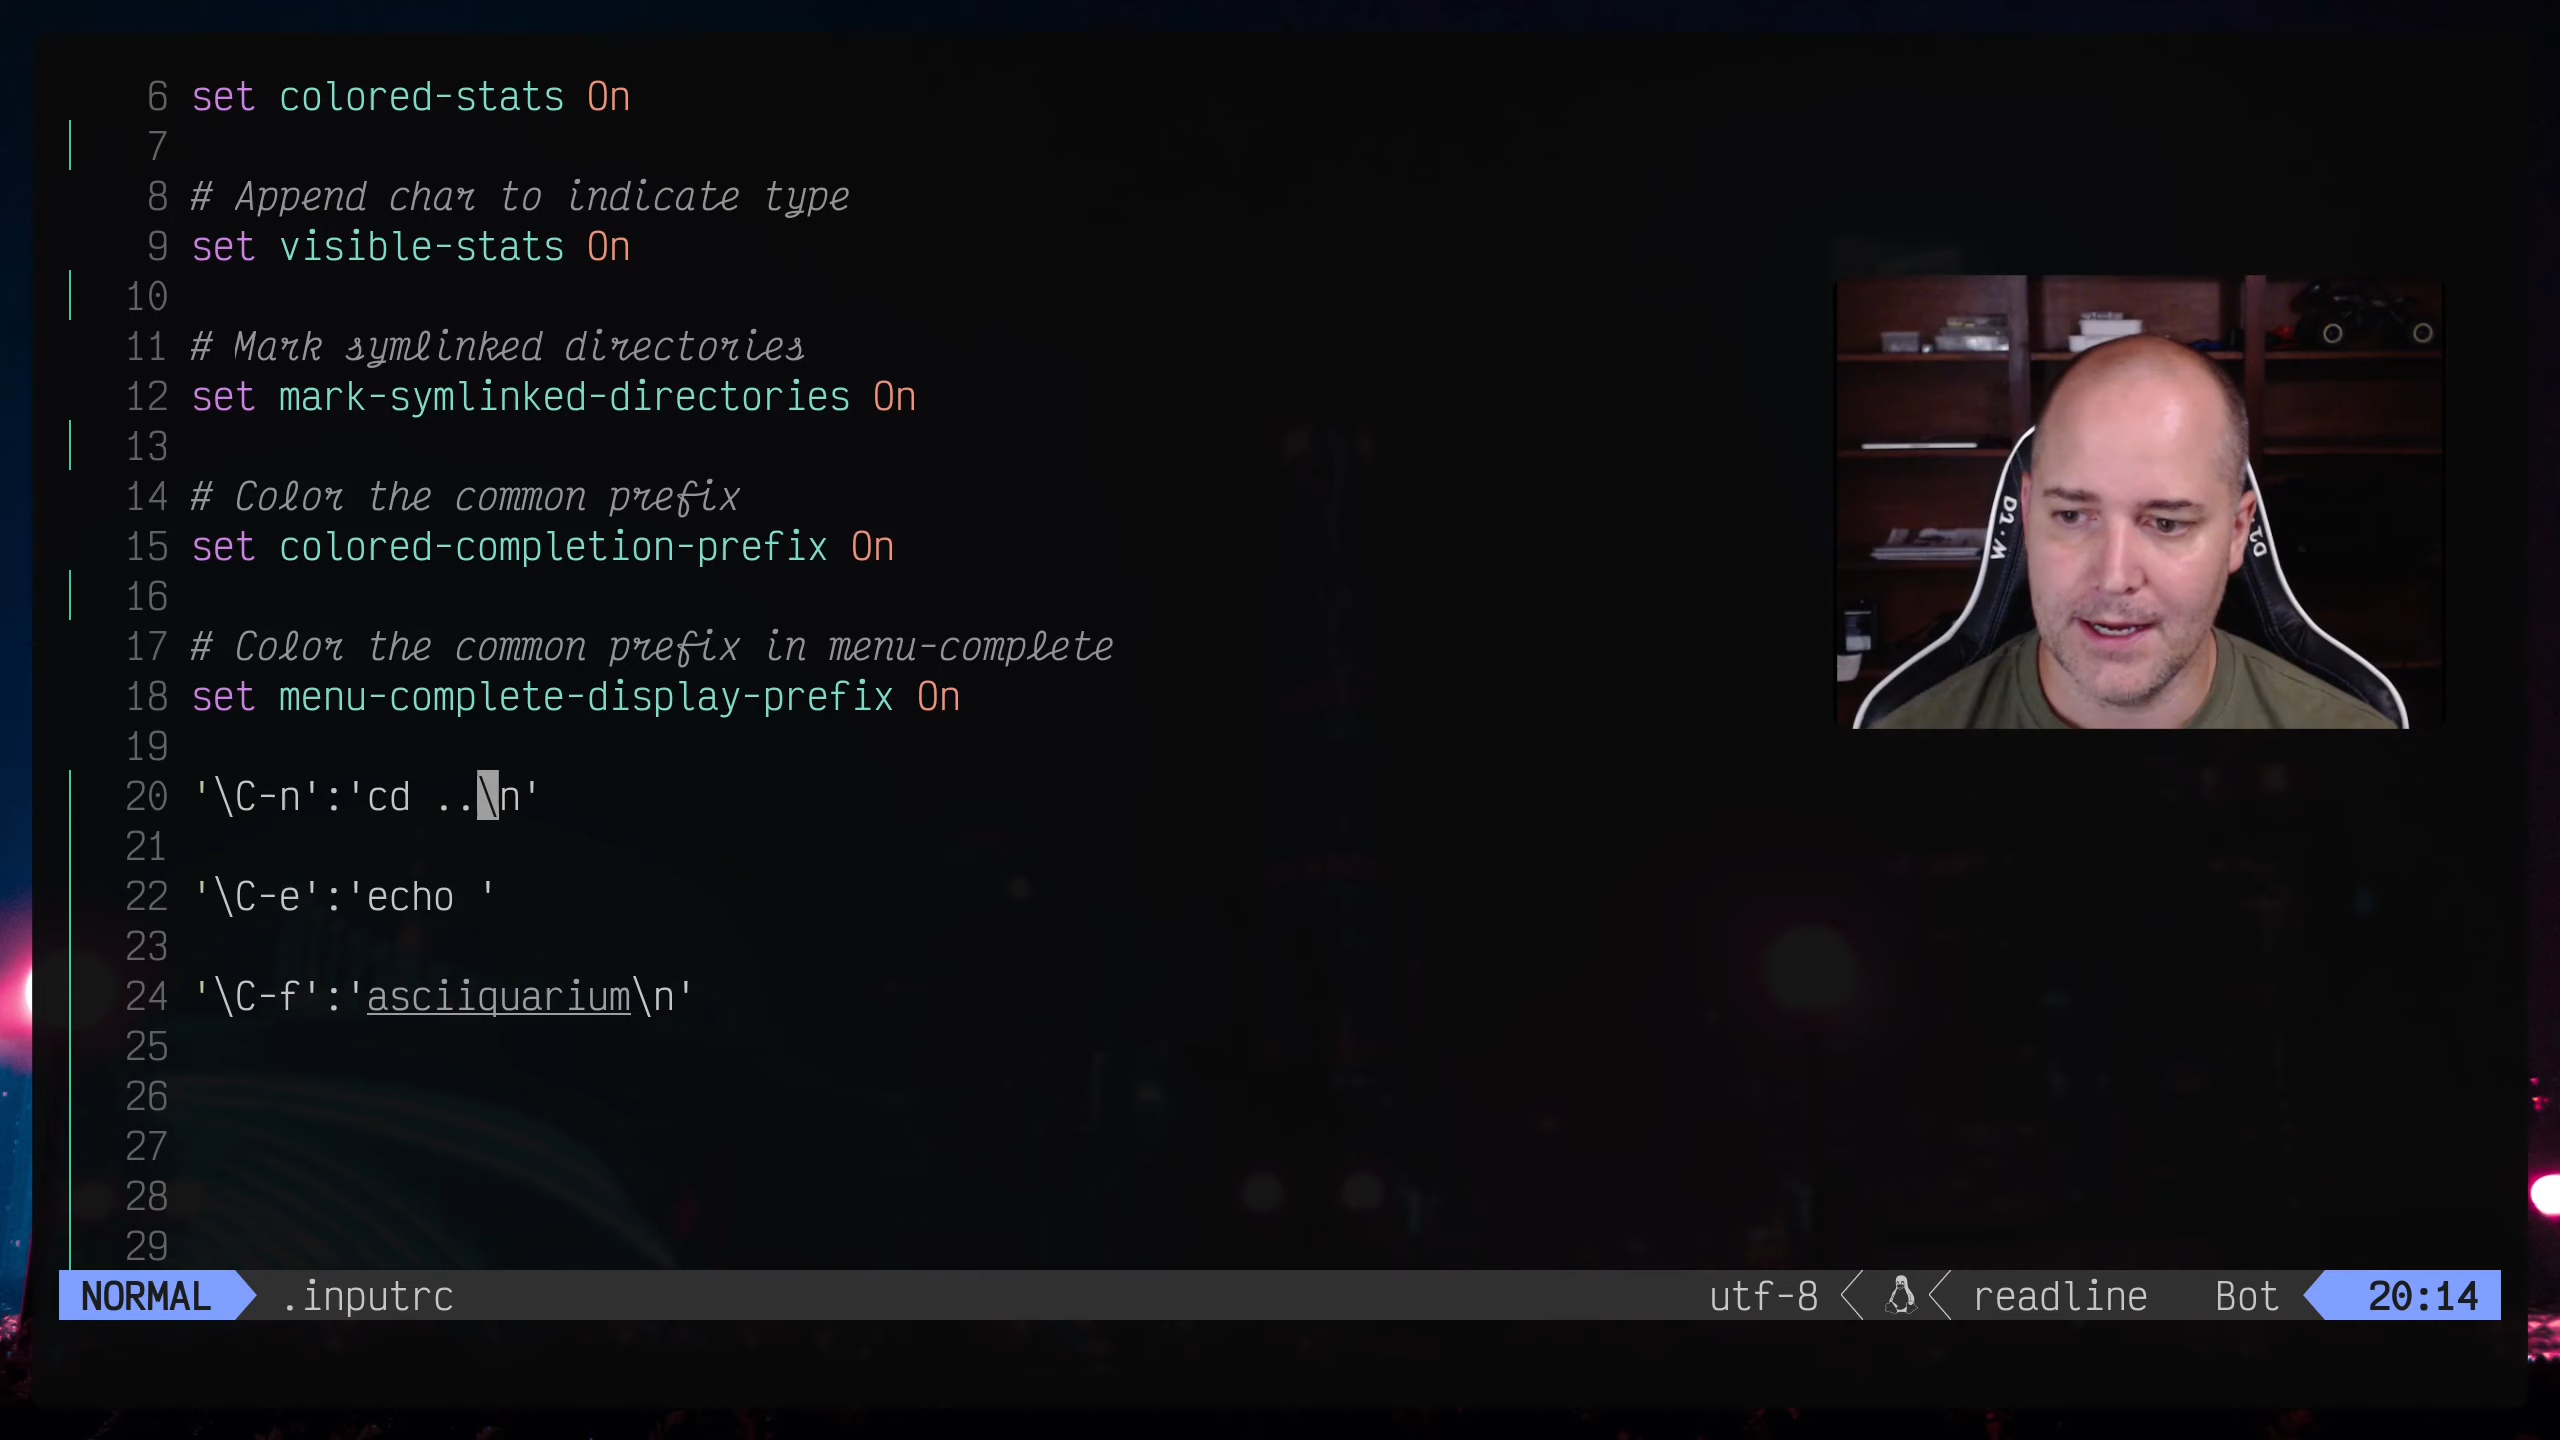 6 set colored-stats On
7
8 # Append char to indicate type
9 set visible-stats On
10
11 # Mark symlinked directories
12 set mark-symlinked-directories On
13
14 # Color the common prefix
15 set colored-completion-prefix On
16
17 # Color the common prefix in menu-complete
18 set menu-complete-display-prefix On
19
20 '\C-n':'cd ..\n'
21
22 '\C-e':'echo '
23
24 '\C-f':'asciiquarium\n'
25
26
27
28
29
NORMAL .inputrc utf-8 readline Bot 20:14